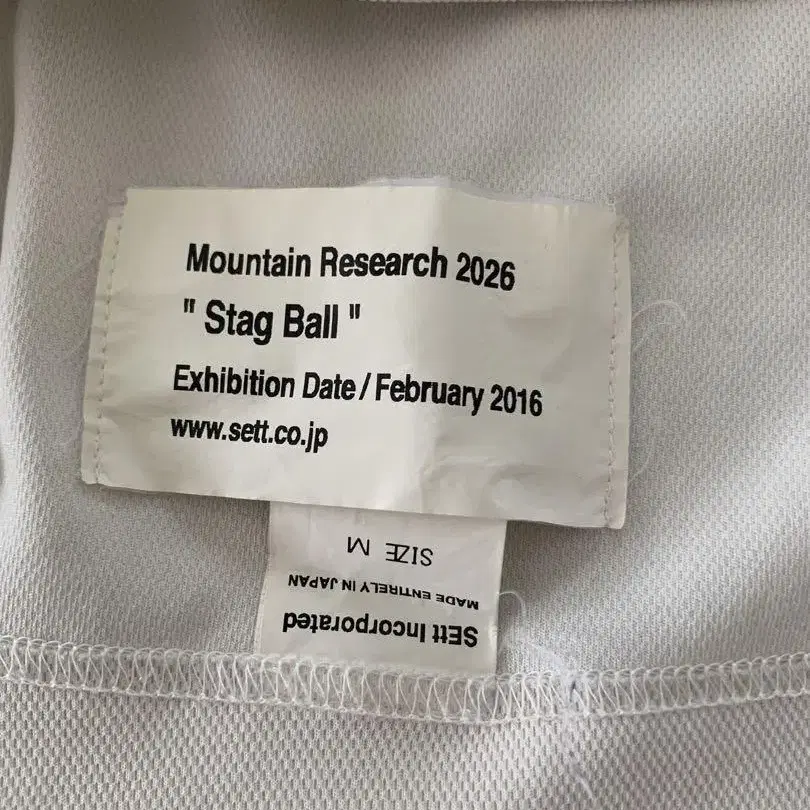 Mountain Research 2026
" Stag Ball "
Exhibition Date / February 2016
www.sett.co.jp
SEtt Incorporated
MADE ENTIRELY IN JAPAN
SIZE M